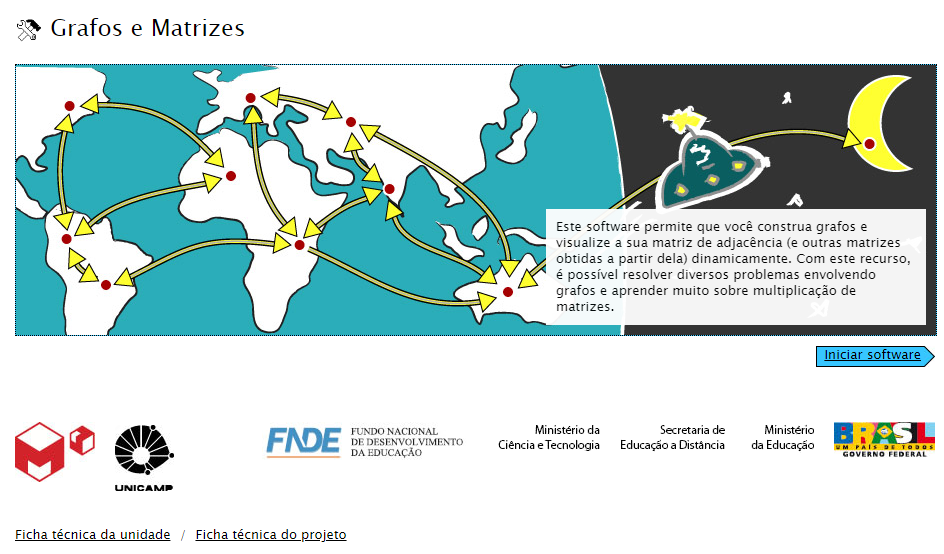 Grafos e Matrizes
Este software permite que você construa grafos e
visualize a sua matriz de adjacência (e outras matrizes
obtidas a partir dela) dinamicamente. Com este recurso,
é possível resolver diversos problemas envolvendo
grafos e aprender muito sobre multiplicação de
matrizes.
Iniciar software
UNICAMP
FNDE
FUNDO NACIONAL
DE DESENVOLVIMENTO
DA EDUCAÇÃO
Ministério da
Ciência e Tecnologia
Secretaria de
Educação a Distância
Ministério
da Educação
BRASIL
UM PAÍS DE TODOS
GOVERNO FEDERAL
Ficha técnica da unidade / Ficha técnica do projeto